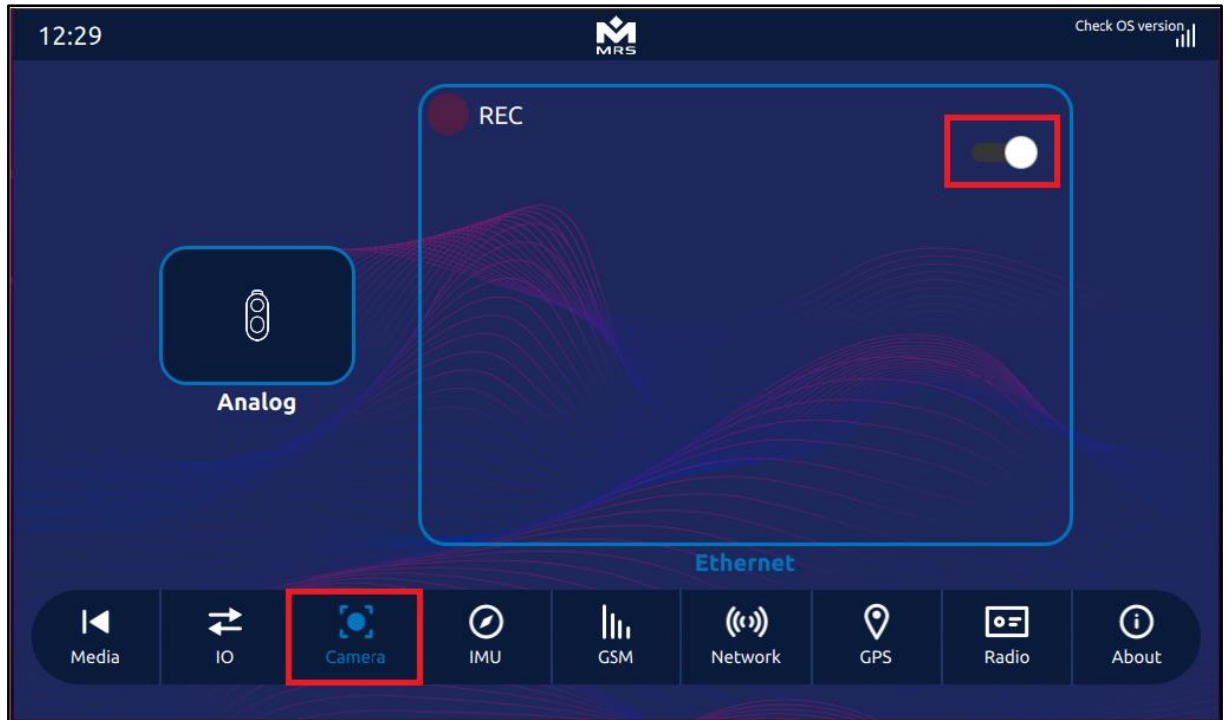 12:29
MRS
Check OS version
REC
Analog
Ethernet
Media
IO
Camera
IMU
GSM
Network
GPS
Radio
About